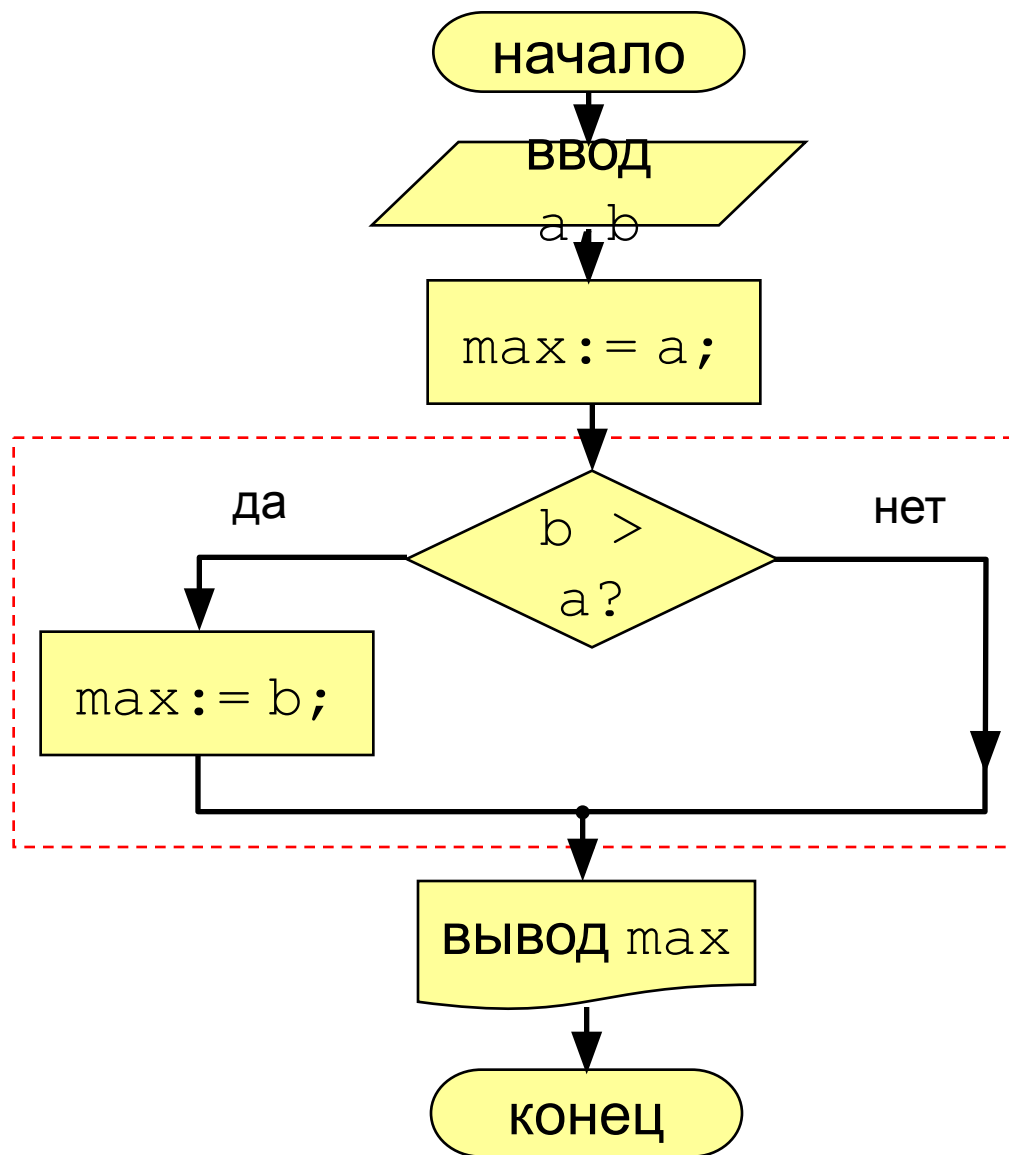 начало
ввод
a,b
max:= a;
да
нет
b >
a?
max:= b;
вывод max
конец